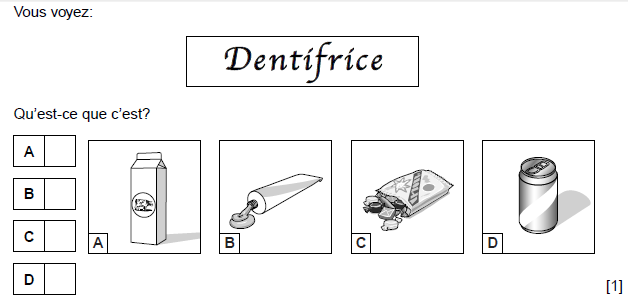 Vous voyez:
Dentifrice
Qu'est-ce que c'est?
A
B
C
D
A B C D
[1]